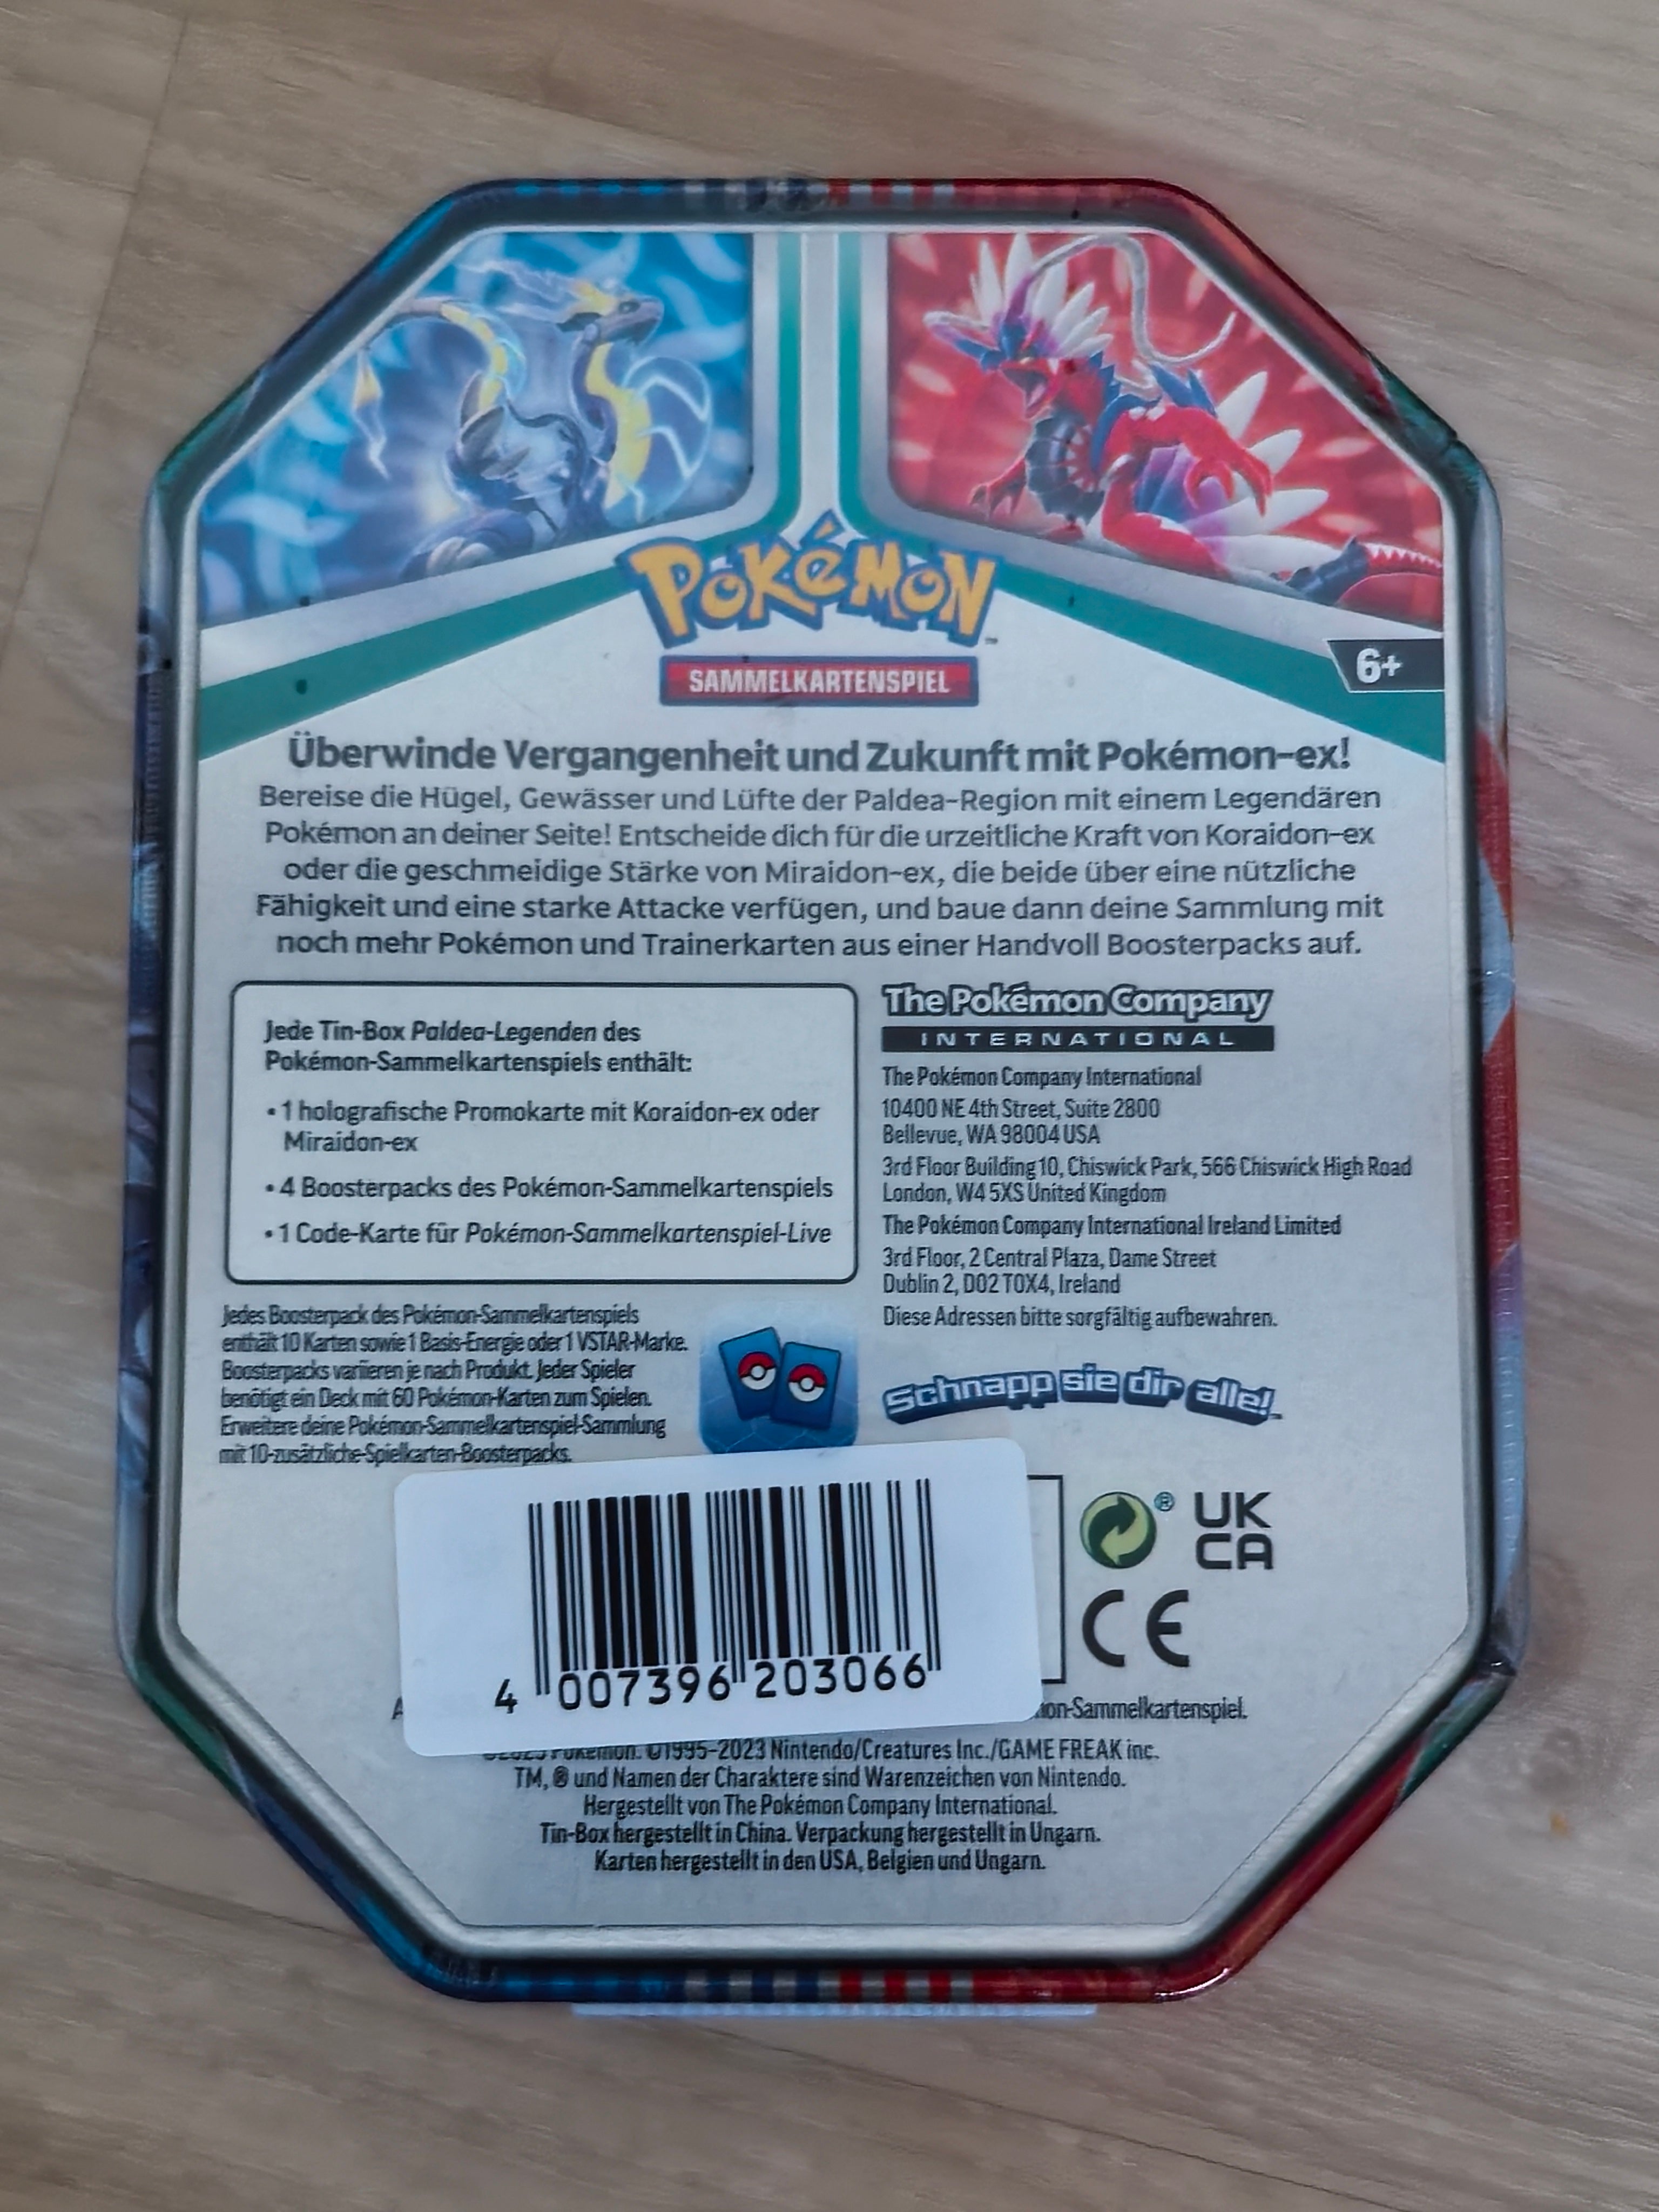 Pokémon
™
SAMMELKARTENSPIEL
6+
Überwinde Vergangenheit und Zukunft mit Pokémon-ex!
Bereise die Hügel, Gewässer und Lüfte der Paldea-Region mit einem Legendären
Pokémon an deiner Seite! Entscheide dich für die urzeitliche Kraft von Koraidon-ex
oder die geschmeidige Stärke von Miraidon-ex, die beide über eine nützliche
Fähigkeit und eine starke Attacke verfügen, und baue dann deine Sammlung mit
noch mehr Pokémon und Trainerkarten aus einer Handvoll Boosterpacks auf.
Jede Tin-Box Paldea-Legenden des
Pokémon-Sammelkartenspiels enthält:
• 1 holografische Promokarte mit Koraidon-ex oder
Miraidon-ex
• 4 Boosterpacks des Pokémon-Sammelkartenspiels
• 1 Code-Karte für Pokémon-Sammelkartenspiel-Live
Jedes Boosterpack des Pokémon-Sammelkartenspiels
enthält 10 Karten sowie 1 Basis-Energie oder 1 VSTAR-Marke.
Boosterpacks variieren je nach Produkt. Jeder Spieler
benötigt ein Deck mit 60 Pokémon-Karten zum Spielen.
Erweitere deine Pokémon-Sammelkartenspiel-Sammlung
mit 10-zusätzliche-Spielkarten-Boosterpacks.
The Pokémon Company
INTERNATIONAL
The Pokémon Company International
10400 NE 4th Street, Suite 2800
Bellevue, WA 98004 USA
3rd Floor Building 10, Chiswick Park, 566 Chiswick High Road
London, W4 5XS United Kingdom
The Pokémon Company International Ireland Limited
3rd Floor, 2 Central Plaza, Dame Street
Dublin 2, D02 T0X4, Ireland
Diese Adressen bitte sorgfältig aufbewahren.
Schnapp sie dir alle!™
®
UK
CA
CE
4 007396 203066
-Sammelkartenspiel.
Pokémon. ©1995–2023 Nintendo/Creatures Inc./GAME FREAK inc.
TM, ® und Namen der Charaktere sind Warenzeichen von Nintendo.
Hergestellt von The Pokémon Company International.
Tin-Box hergestellt in China. Verpackung hergestellt in Ungarn.
Karten hergestellt in den USA, Belgien und Ungarn.